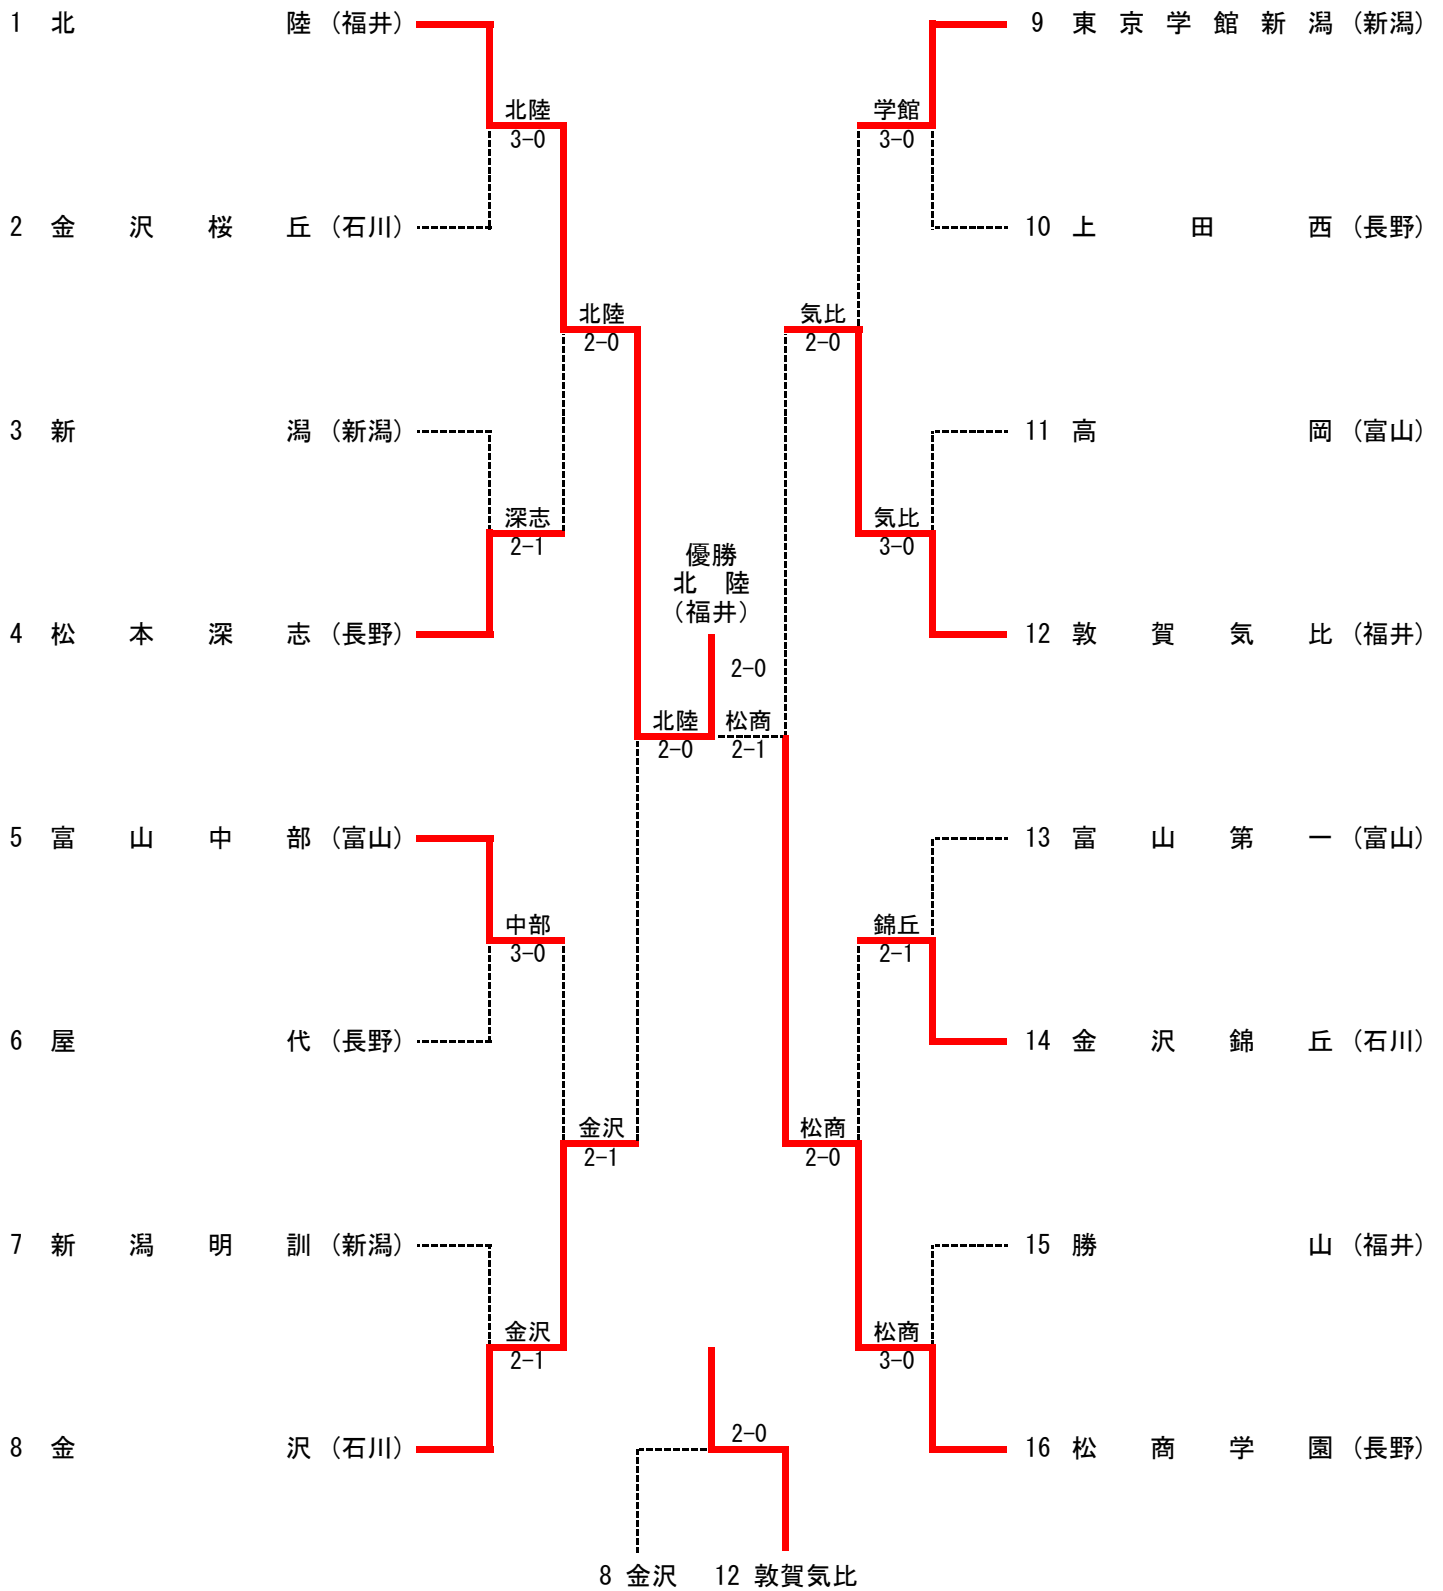 1 北陸 (福井)
9 東京学館新潟 (新潟)
北陸
3-0
学館
3-0
2 金沢桜丘 (石川)
10 上田西 (長野)
北陸
2-0
気比
2-0
3 新潟 (新潟)
11 高岡 (富山)
深志
2-1
気比
3-0
優勝
北 陸
(福井)
4 松本深志 (長野)
12 敦賀気比 (福井)
2-0
北陸
2-0
松商
2-1
5 富山中部 (富山)
13 富山第一 (富山)
中部
3-0
錦丘
2-1
6 屋代 (長野)
14 金沢錦丘 (石川)
金沢
2-1
松商
2-0
7 新潟明訓 (新潟)
15 勝山 (福井)
金沢
2-1
松商
3-0
8 金沢 (石川)
2-0
16 松商学園 (長野)
8 金沢
12 敦賀気比